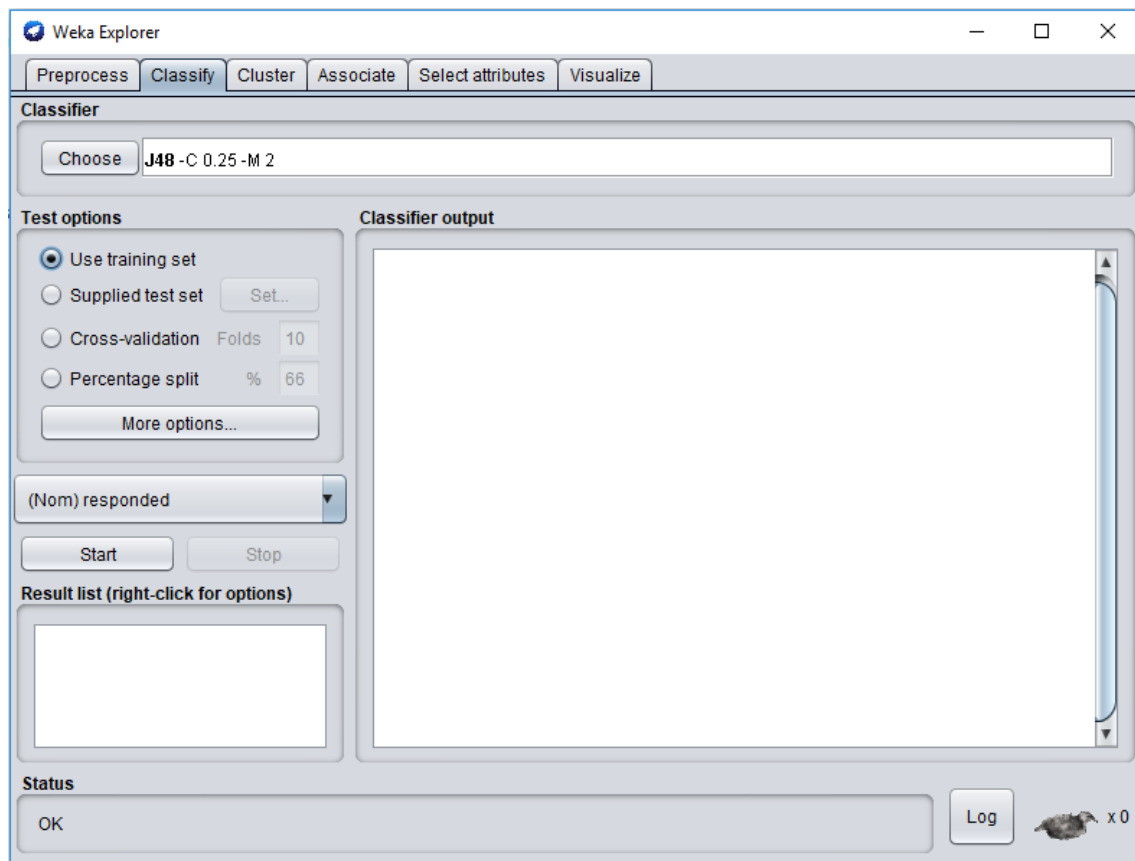 Weka Explorer
Preprocess Classify Cluster Associate Select attributes Visualize
Classifier
Choose J48 -C 0.25 -M 2
Test options
Use training set
Supplied test set Set...
Cross-validation Folds 10
Percentage split % 66
More options...
(Nom) responded
Start Stop
Result list (right-click for options)
Classifier output
Status
OK
Log x 0